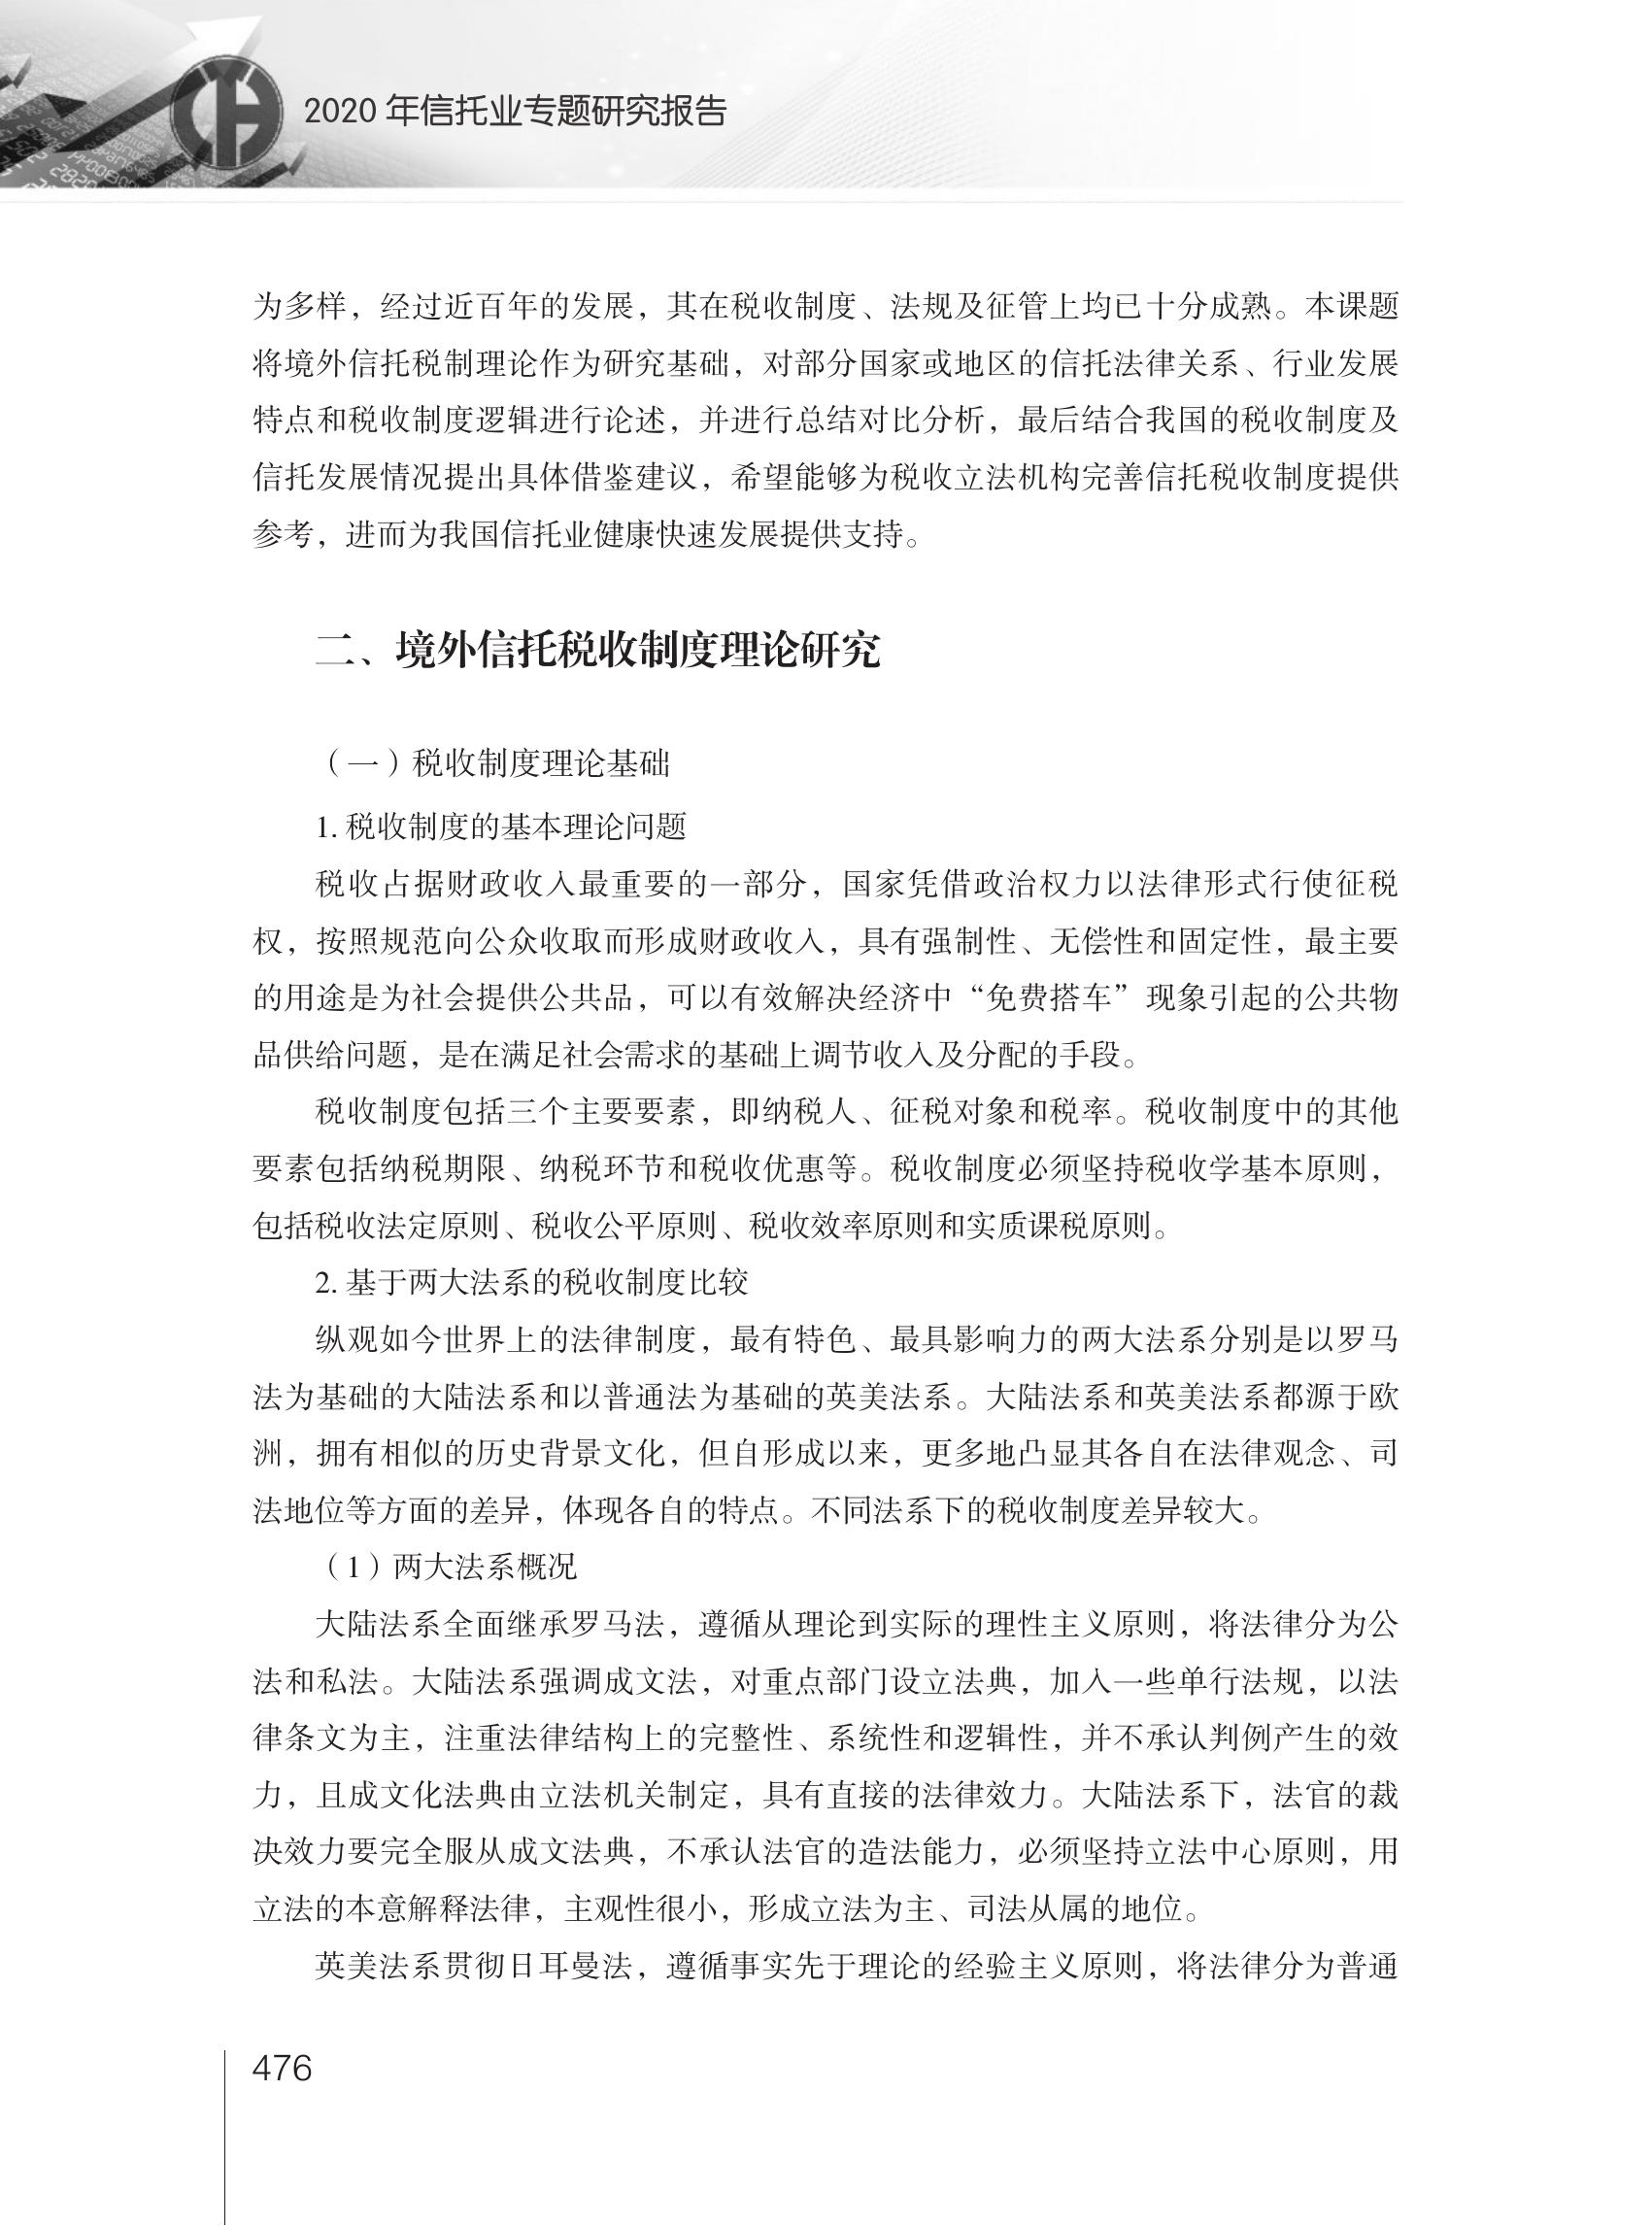 2020 年信托业专题研究报告
为多样，经过近百年的发展，其在税收制度、法规及征管上均已十分成熟。本课题
将境外信托税制理论作为研究基础，对部分国家或地区的信托法律关系、行业发展
特点和税收制度逻辑进行论述，并进行总结对比分析，最后结合我国的税收制度及
信托发展情况提出具体借鉴建议，希望能够为税收立法机构完善信托税收制度提供
参考，进而为我国信托业健康快速发展提供支持。
二、境外信托税收制度理论研究
（一）税收制度理论基础
1. 税收制度的基本理论问题
税收占据财政收入最重要的一部分，国家凭借政治权力以法律形式行使征税
权，按照规范向公众收取而形成财政收入，具有强制性、无偿性和固定性，最主要
的用途是为社会提供公共品，可以有效解决经济中“免费搭车”现象引起的公共物
品供给问题，是在满足社会需求的基础上调节收入及分配的手段。
税收制度包括三个主要要素，即纳税人、征税对象和税率。税收制度中的其他
要素包括纳税期限、纳税环节和税收优惠等。税收制度必须坚持税收学基本原则，
包括税收法定原则、税收公平原则、税收效率原则和实质课税原则。
2. 基于两大法系的税收制度比较
纵观如今世界上的法律制度，最有特色、最具影响力的两大法系分别是以罗马
法为基础的大陆法系和以普通法为基础的英美法系。大陆法系和英美法系都源于欧
洲，拥有相似的历史背景文化，但自形成以来，更多地凸显其各自在法律观念、司
法地位等方面的差异，体现各自的特点。不同法系下的税收制度差异较大。
（1）两大法系概况
大陆法系全面继承罗马法，遵循从理论到实际的理性主义原则，将法律分为公
法和私法。大陆法系强调成文法，对重点部门设立法典，加入一些单行法规，以法
律条文为主，注重法律结构上的完整性、系统性和逻辑性，并不承认判例产生的效
力，且成文化法典由立法机关制定，具有直接的法律效力。大陆法系下，法官的裁
决效力要完全服从成文法典，不承认法官的造法能力，必须坚持立法中心原则，用
立法的本意解释法律，主观性很小，形成立法为主、司法从属的地位。
英美法系贯彻日耳曼法，遵循事实先于理论的经验主义原则，将法律分为普通
476